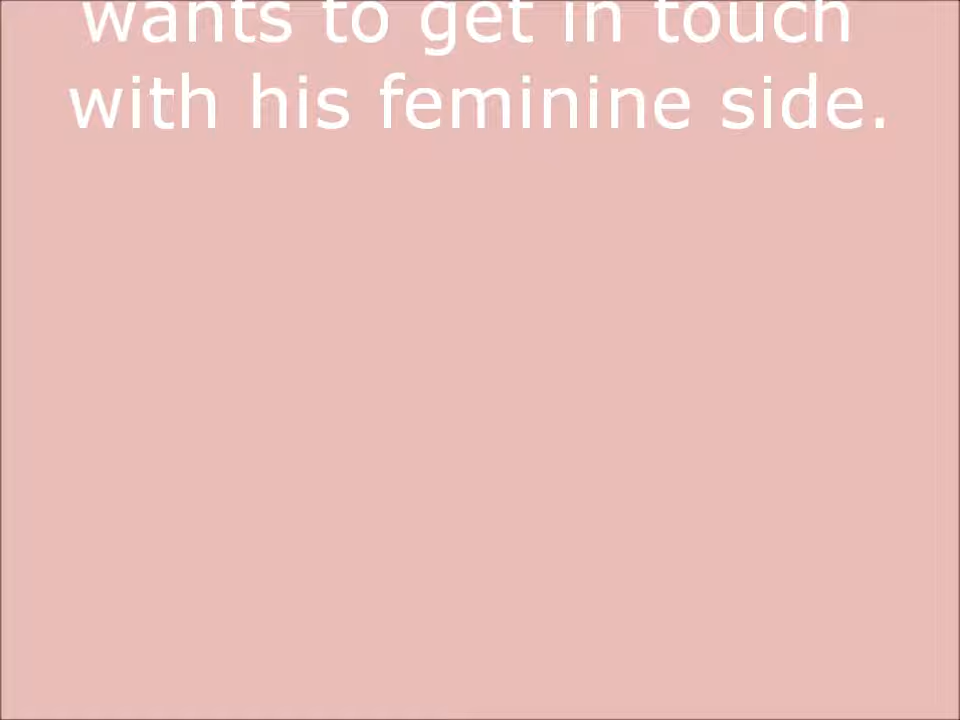 wants to get in touch
with his feminine side.